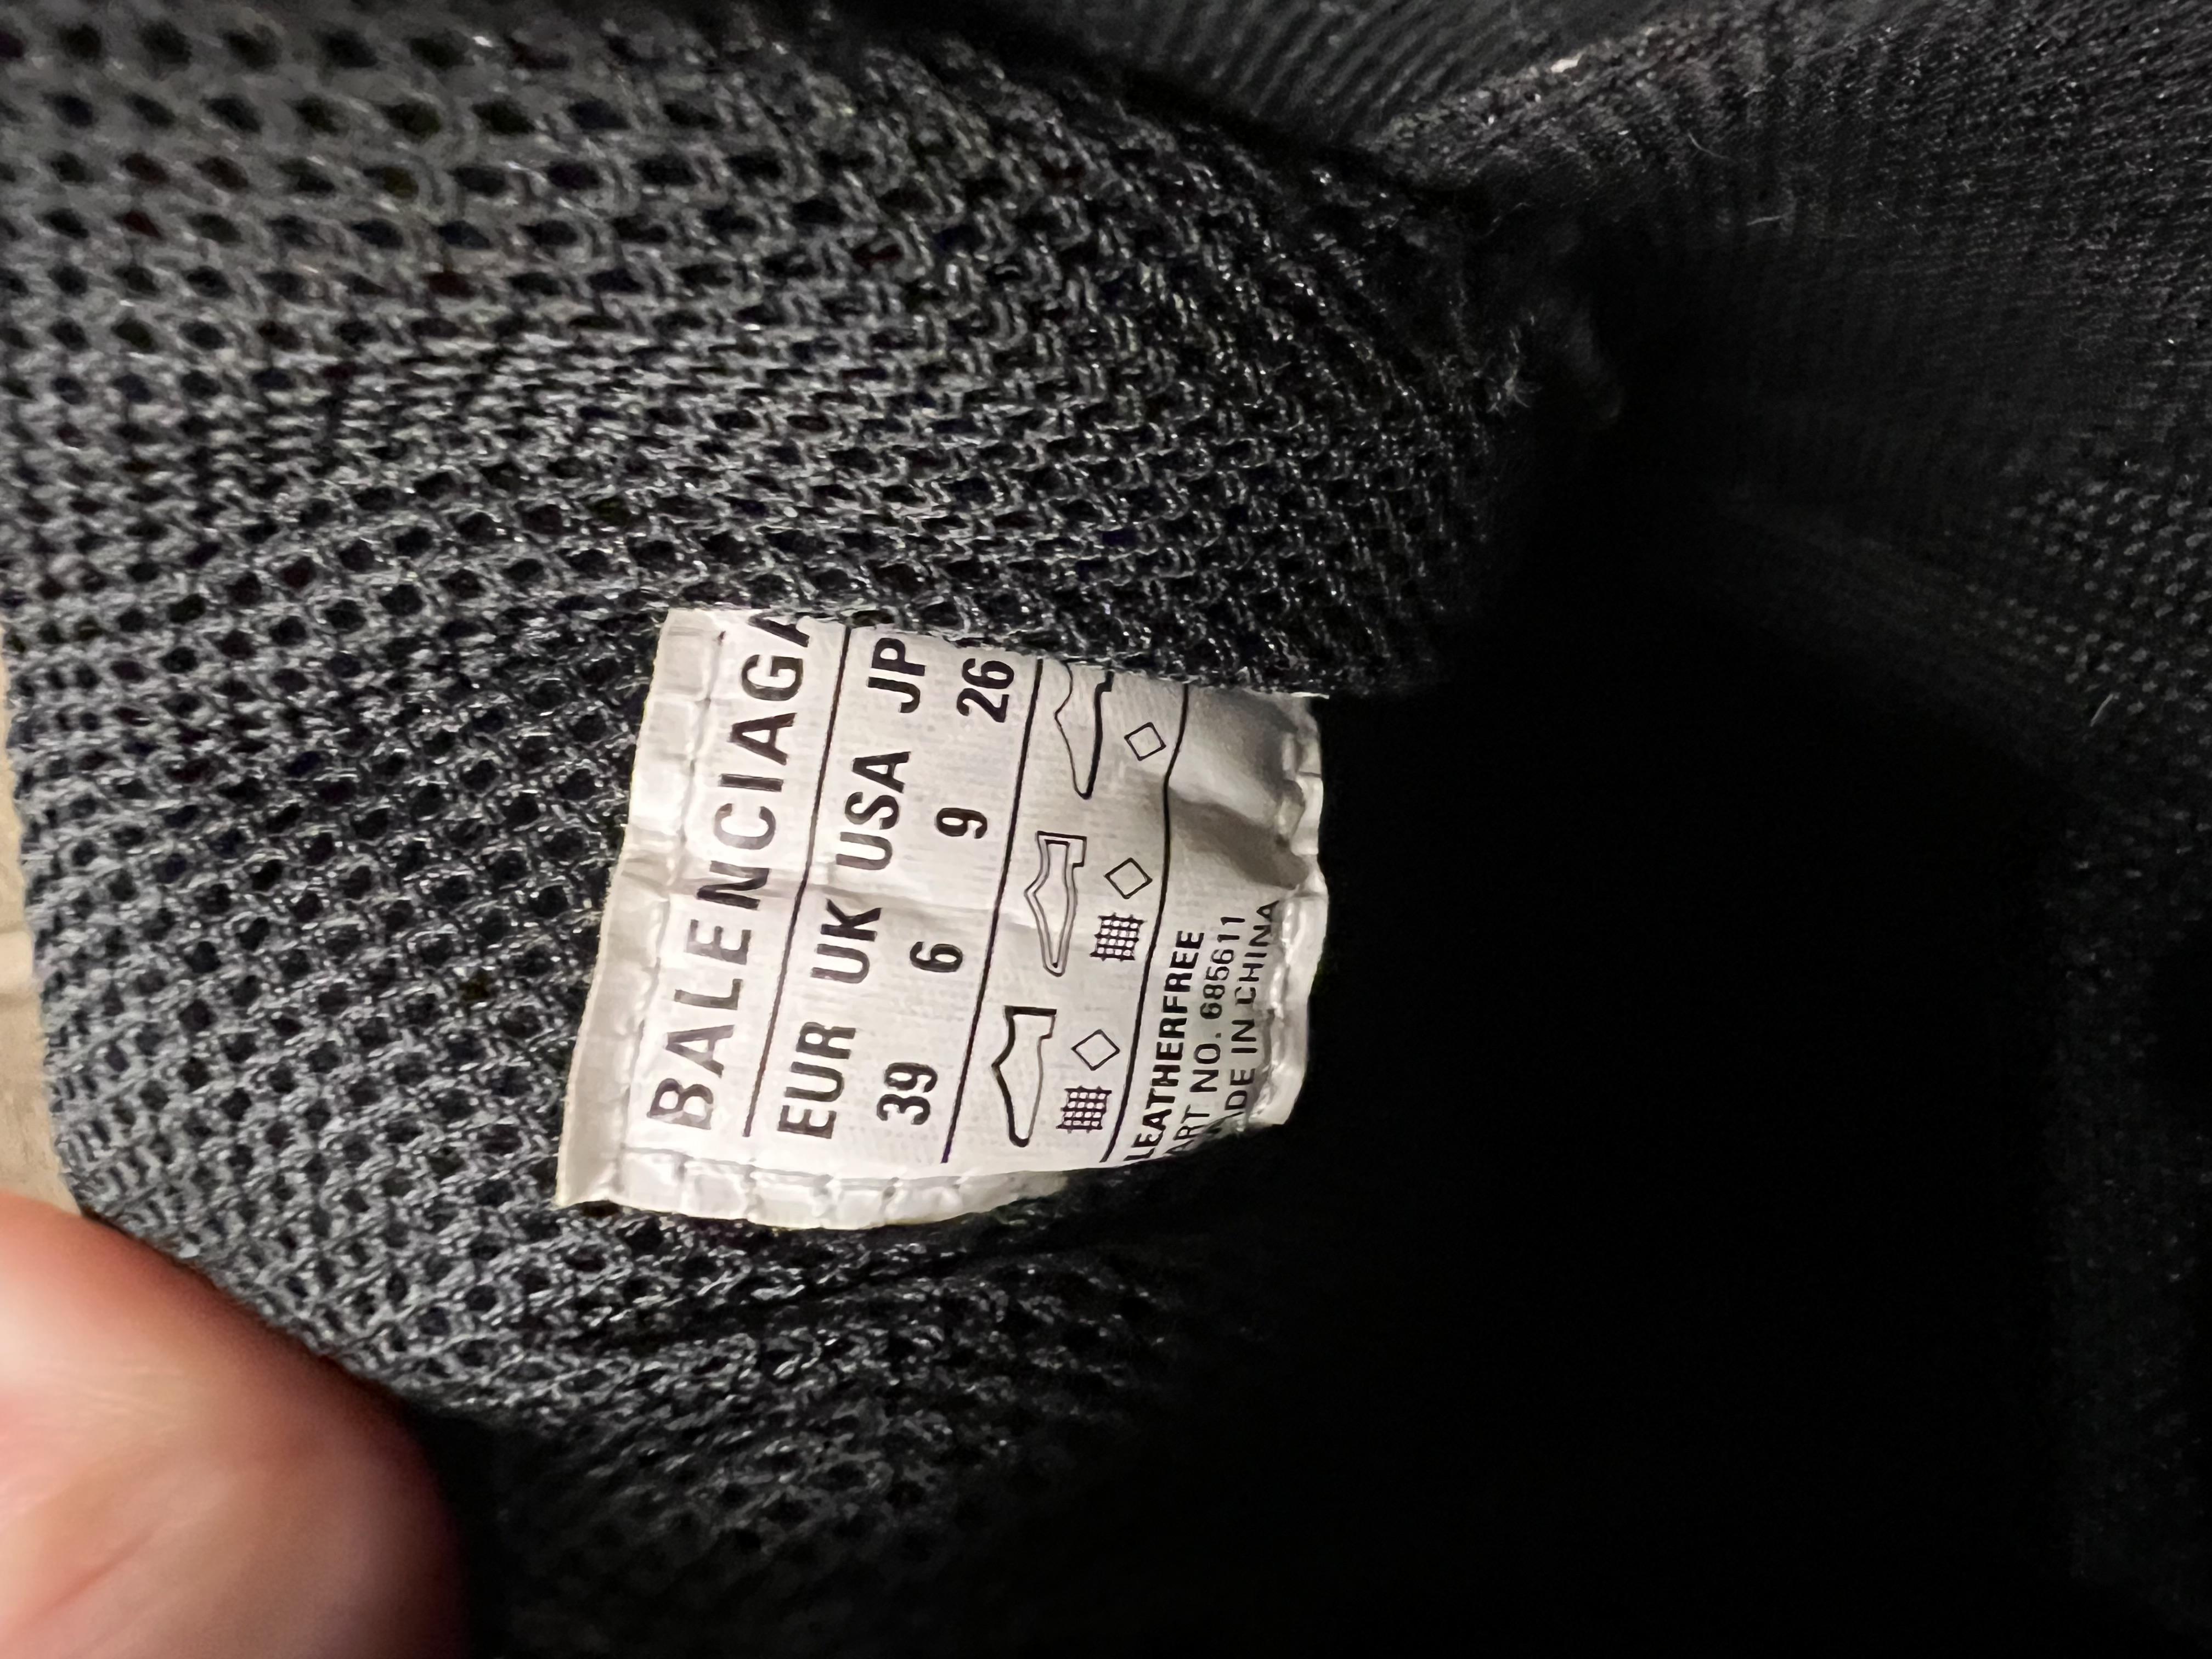 BALENCIAGA
EUR UK USA JP
39 6 9 26
LEATHERFREE
ART NO. 685611
MADE IN CHINA